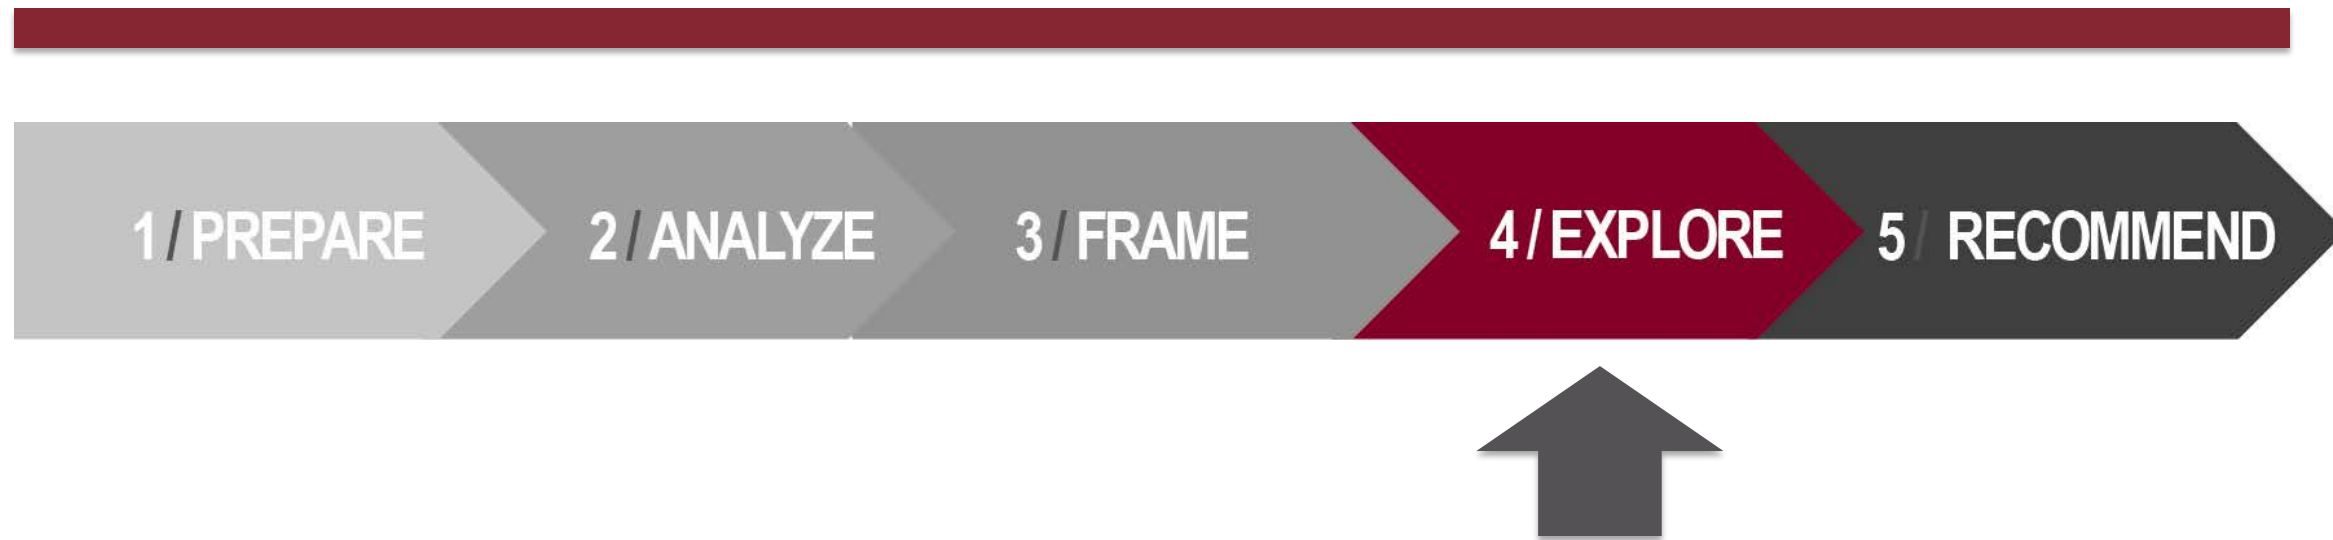 1 / PREPARE 2 / ANALYZE 3 / FRAME 4 / EXPLORE 5 / RECOMMEND